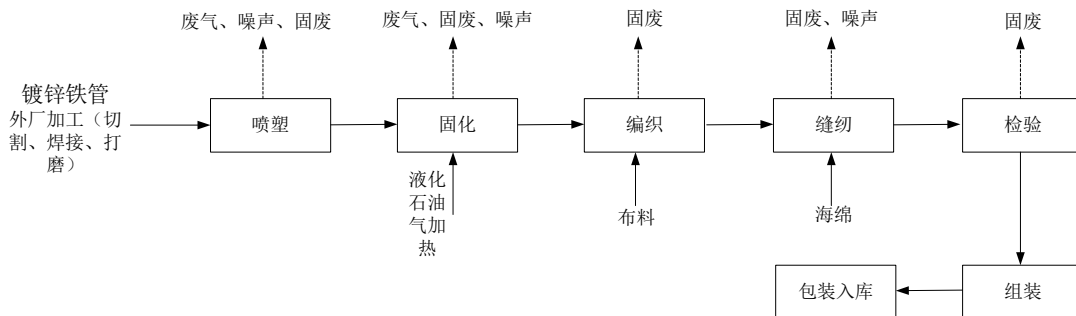 废气、噪声、固废
废气、固废、噪声
固废
固废、噪声
固废
镀锌铁管
外厂加工（切
割、焊接、打
磨）
喷塑
固化
编织
缝纫
检验
液化
石油
气加
热
布料
海绵
包装入库
组装